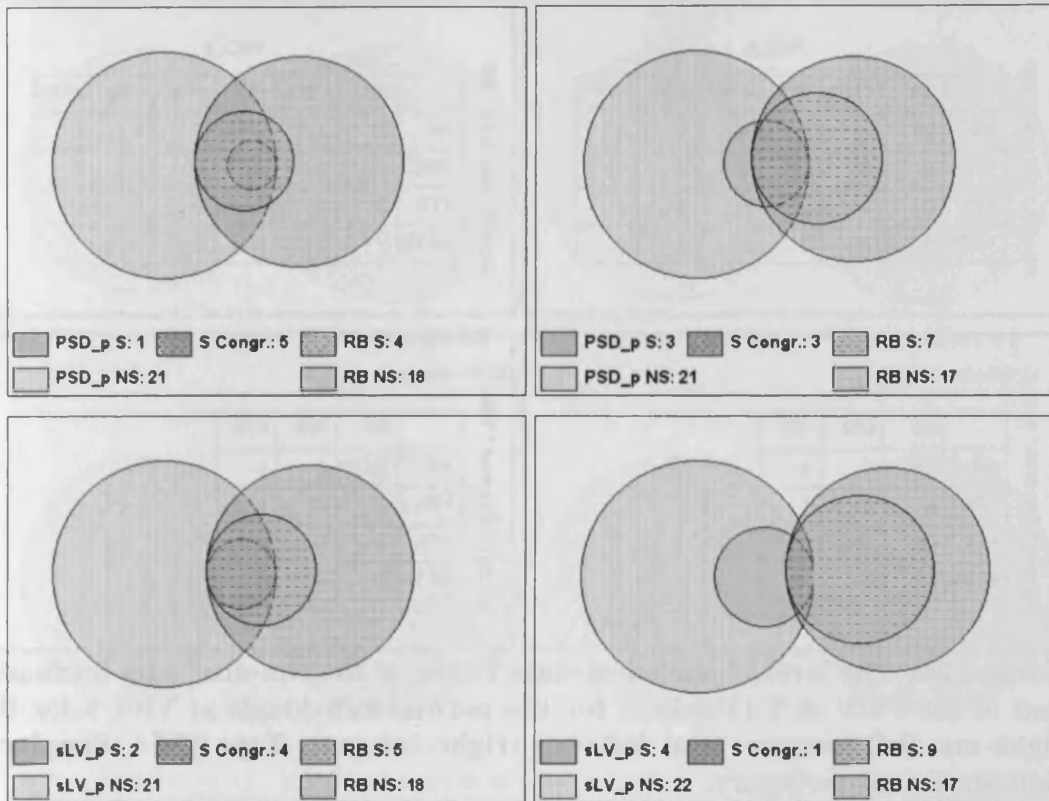 PSD_p S: 1 S Congr.: 5 RB S: 4
PSD_p NS: 21 RB NS: 18
PSD_p S: 3 S Congr.: 3 RB S: 7
PSD_p NS: 21 RB NS: 17
sLV_p S: 2 S Congr.: 4 RB S: 5
sLV_p NS: 21 RB NS: 18
sLV_p S: 4 S Congr.: 1 RB S: 9
sLV_p NS: 22 RB NS: 17